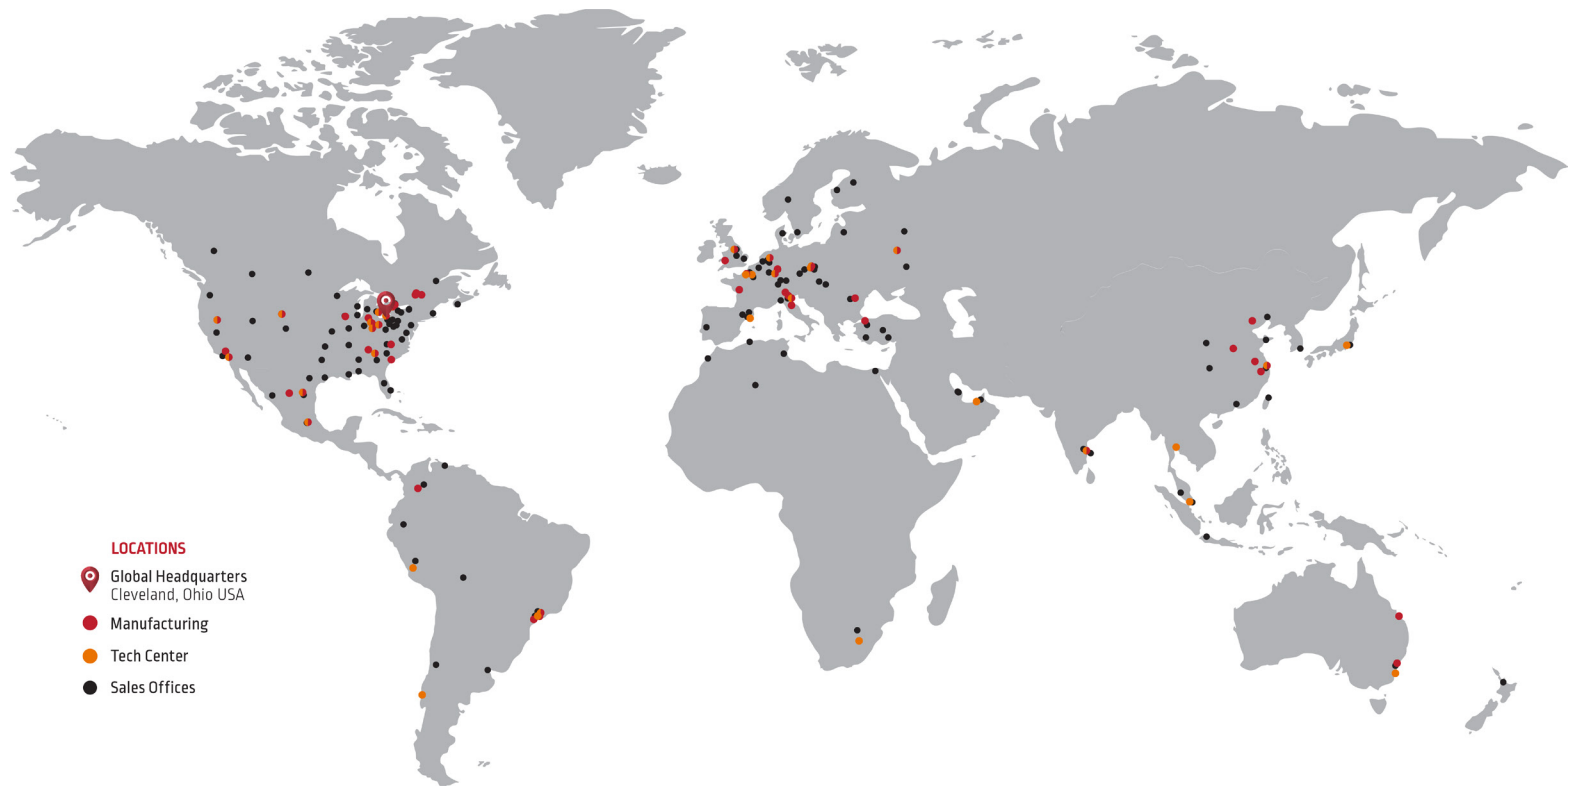 LOCATIONS
Global Headquarters
Cleveland, Ohio USA
Manufacturing
Tech Center
Sales Offices